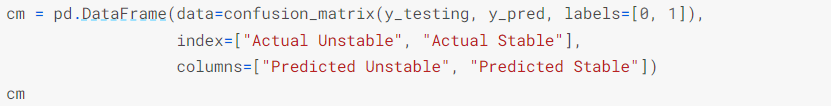 cm = pd.DataFrame(data=confusion_matrix(y_testing, y_pred, labels=[0, 1]),
                  index=["Actual Unstable", "Actual Stable"],
                  columns=["Predicted Unstable", "Predicted Stable"])
cm